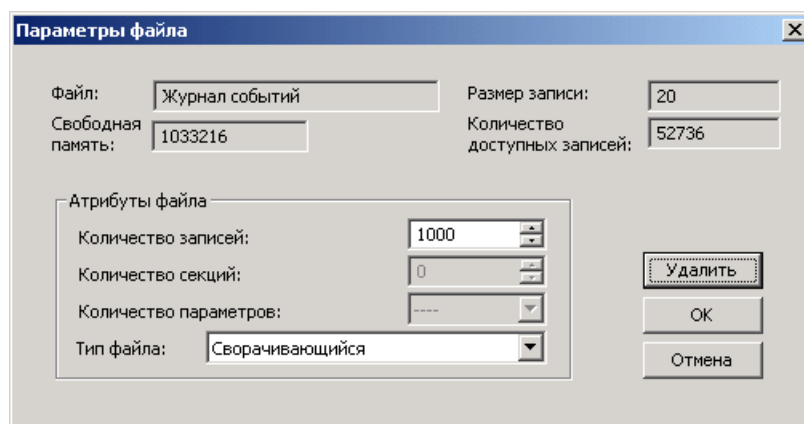 Параметры файла
Файл: Журнал событий Размер записи: 20
Свободная память: 1033216 Количество доступных записей: 52736
Атрибуты файла
Количество записей: 1000
Количество секций: 0
Удалить
Количество параметров: ----
OK
Тип файла: Сворачивающийся
Отмена